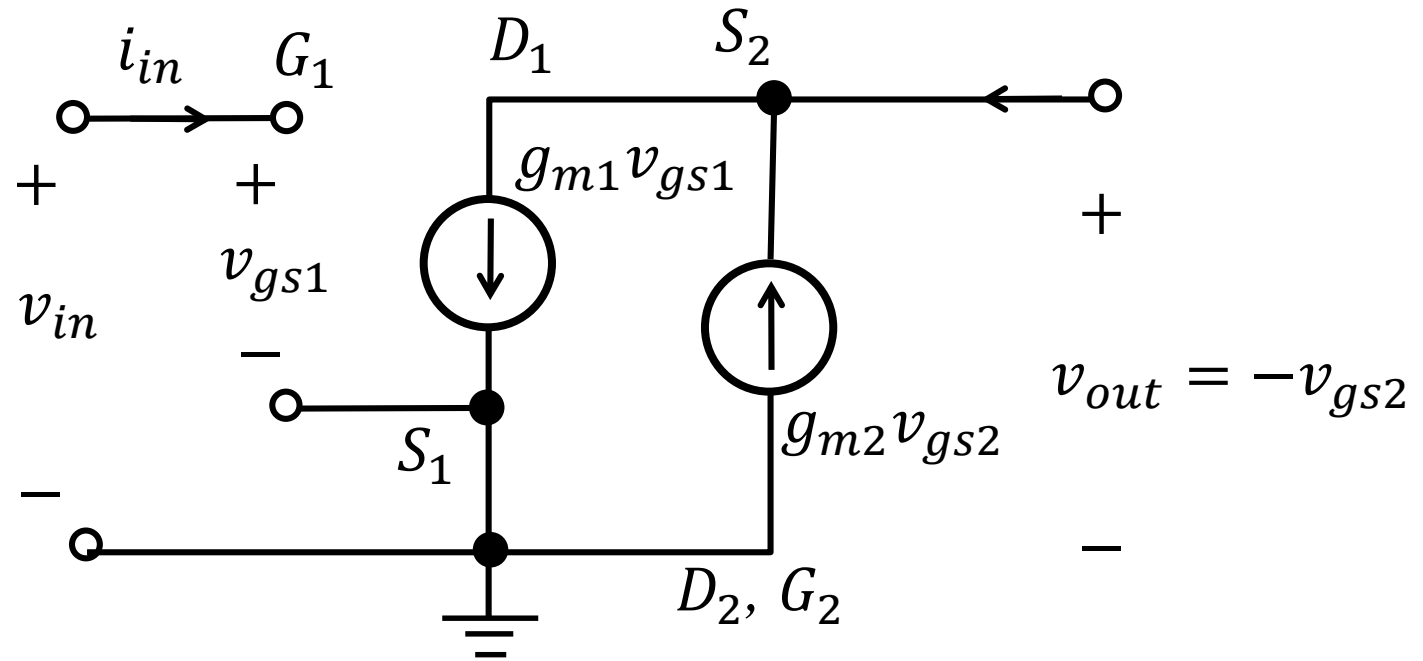 i_in G_1 D_1 S_2
+ + g_m1 v_gs1 +
v_gs1
v_in
− v_out = −v_gs2
g_m2 v_gs2
S_1
− −
D_2, G_2